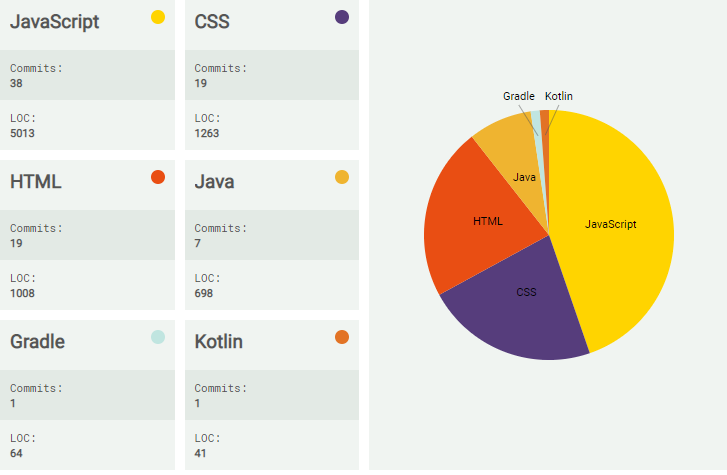 JavaScript
Commits:
38
LOC:
5013
CSS
Commits:
19
LOC:
1263
HTML
Commits:
19
LOC:
1008
Java
Commits:
7
LOC:
698
Gradle
Commits:
1
LOC:
64
Kotlin
Commits:
1
LOC:
41
Gradle Kotlin
Java
HTML
JavaScript
CSS